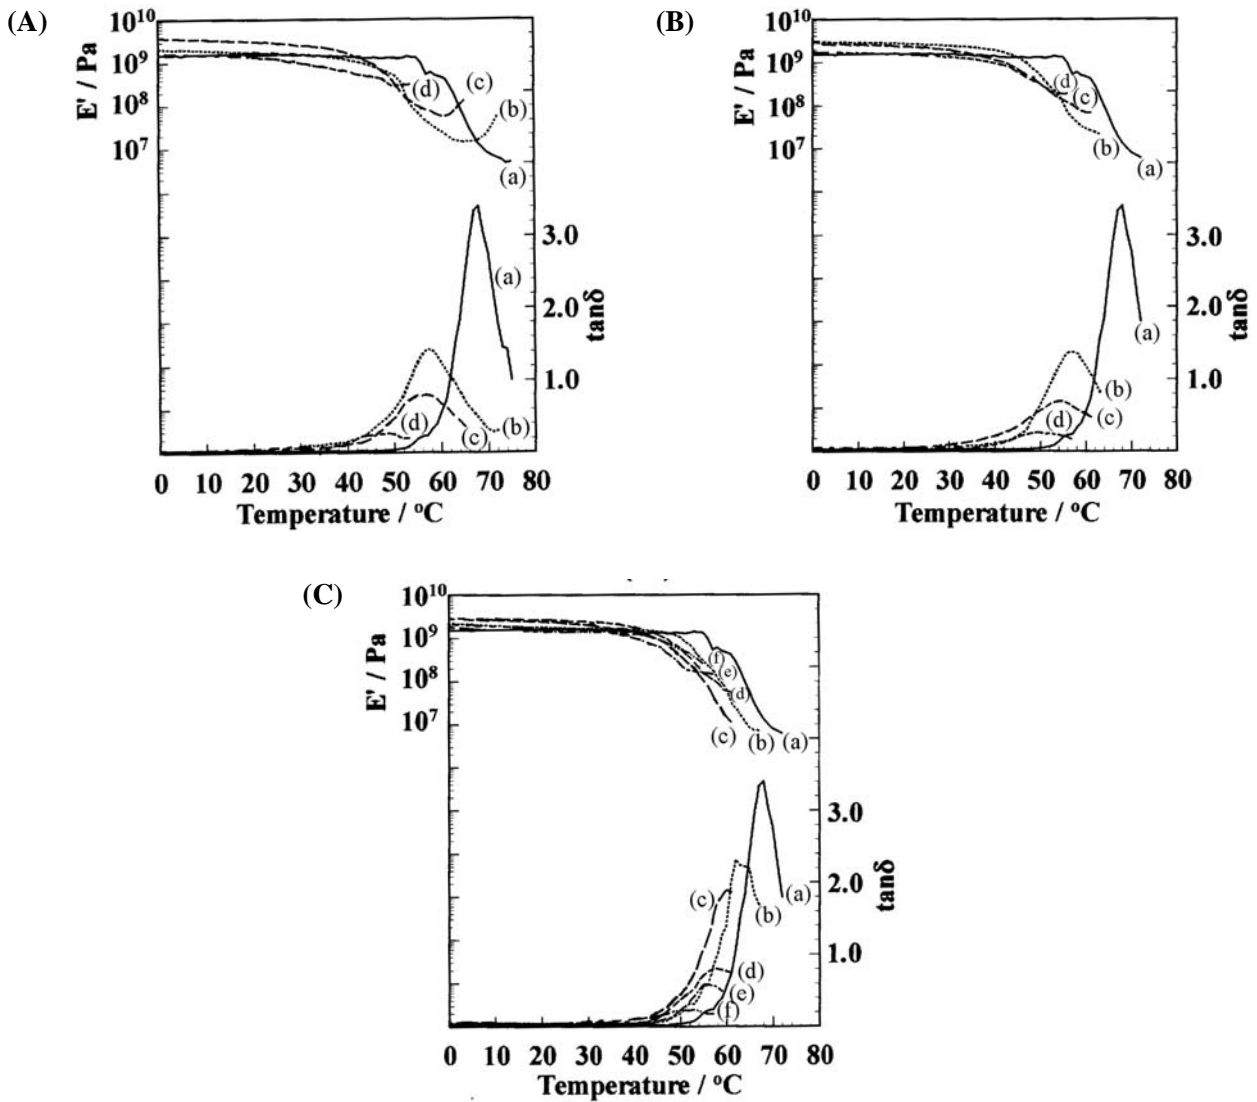 (A)
E' / Pa
10¹⁰
10⁹
10⁸
10⁷
(d)
(c)
(b)
(a)
3.0
2.0
1.0
tanδ
(a)
(d)
(c)
(b)
0 10 20 30 40 50 60 70 80
Temperature / °C
(B)
E' / Pa
10¹⁰
10⁹
10⁸
10⁷
(d)
(c)
(b)
(a)
3.0
2.0
1.0
tanδ
(a)
(b)
(c)
(d)
0 10 20 30 40 50 60 70 80
Temperature / °C
(C)
E' / Pa
10¹⁰
10⁹
10⁸
10⁷
(f)
(e)
(d)
(c) (b) (a)
3.0
2.0
1.0
tanδ
(c)
(a)
(b)
(d)
(e)
(f)
0 10 20 30 40 50 60 70 80
Temperature / °C